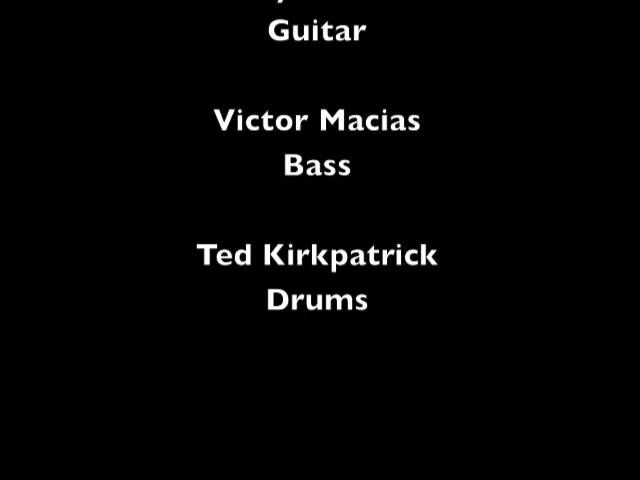 Guitar
Victor Macias
Bass
Ted Kirkpatrick
Drums